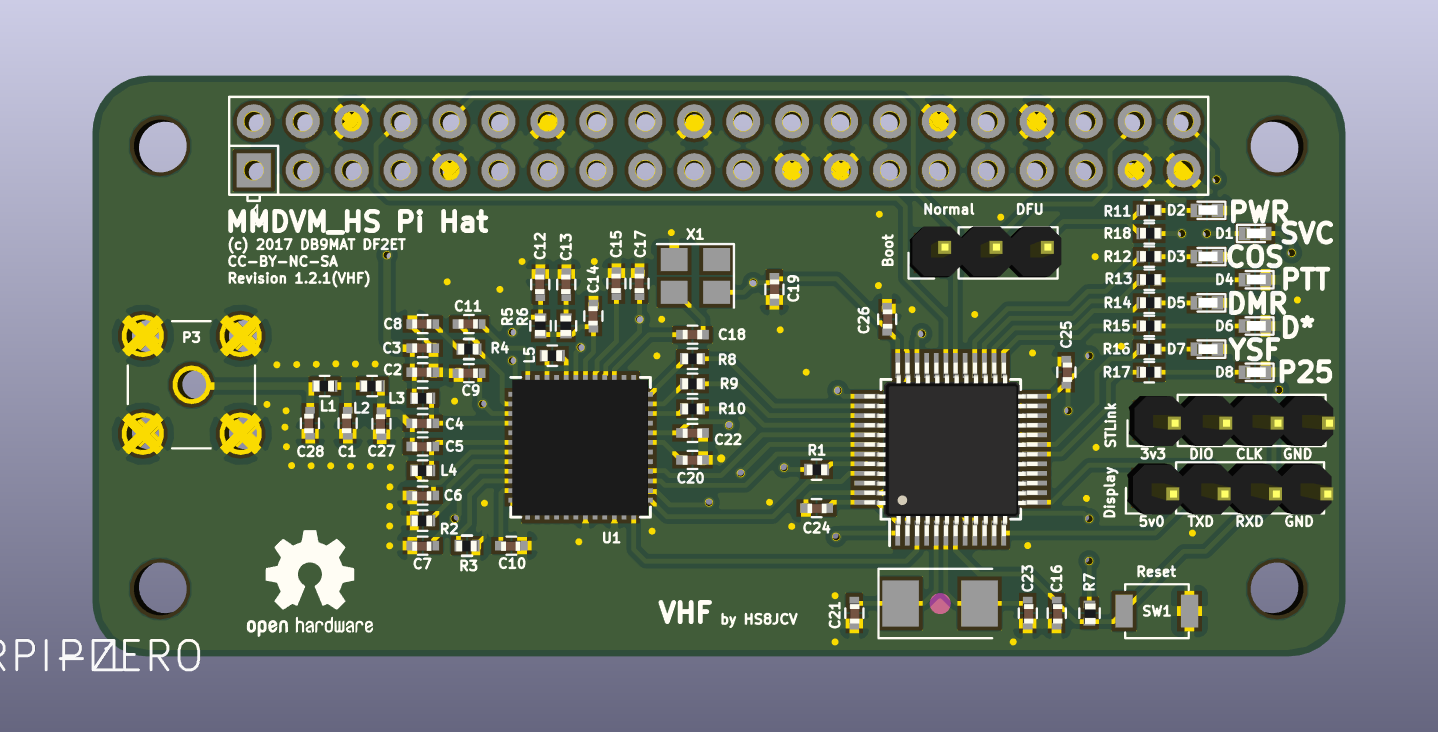 Normal DFU
Boot
MMDVM_HS Pi Hat
(c) 2017 DB9MAT DF2ET
CC-BY-NC-SA
Revision 1.2.1(VHF)
R11 D2 PWR
R18 D1 SVC
R12 D3 COS
R13 D4 PTT
R14 D5 DMR
R15 D6 D*
R16 D7 YSF
R17 D8 P25
C12 C13 C14 C15 C17 X1
C19
C26
C25
R5 R6
P3
C8 C11
C3 R4
C2 C9
L5
L1 L2 L3
C28 C1 C27
C4
C5
L4
C6
R2
C7 R3 C10
U1
C18
R8
R9
R10
C22
C20
R1
C24
STLink
3v3 DIO CLK GND
Display
5v0 TXD RXD GND
open hardware
VHF by HS8JCV
C21
C23 C16 R7
Reset
SW1
RPIPZERO